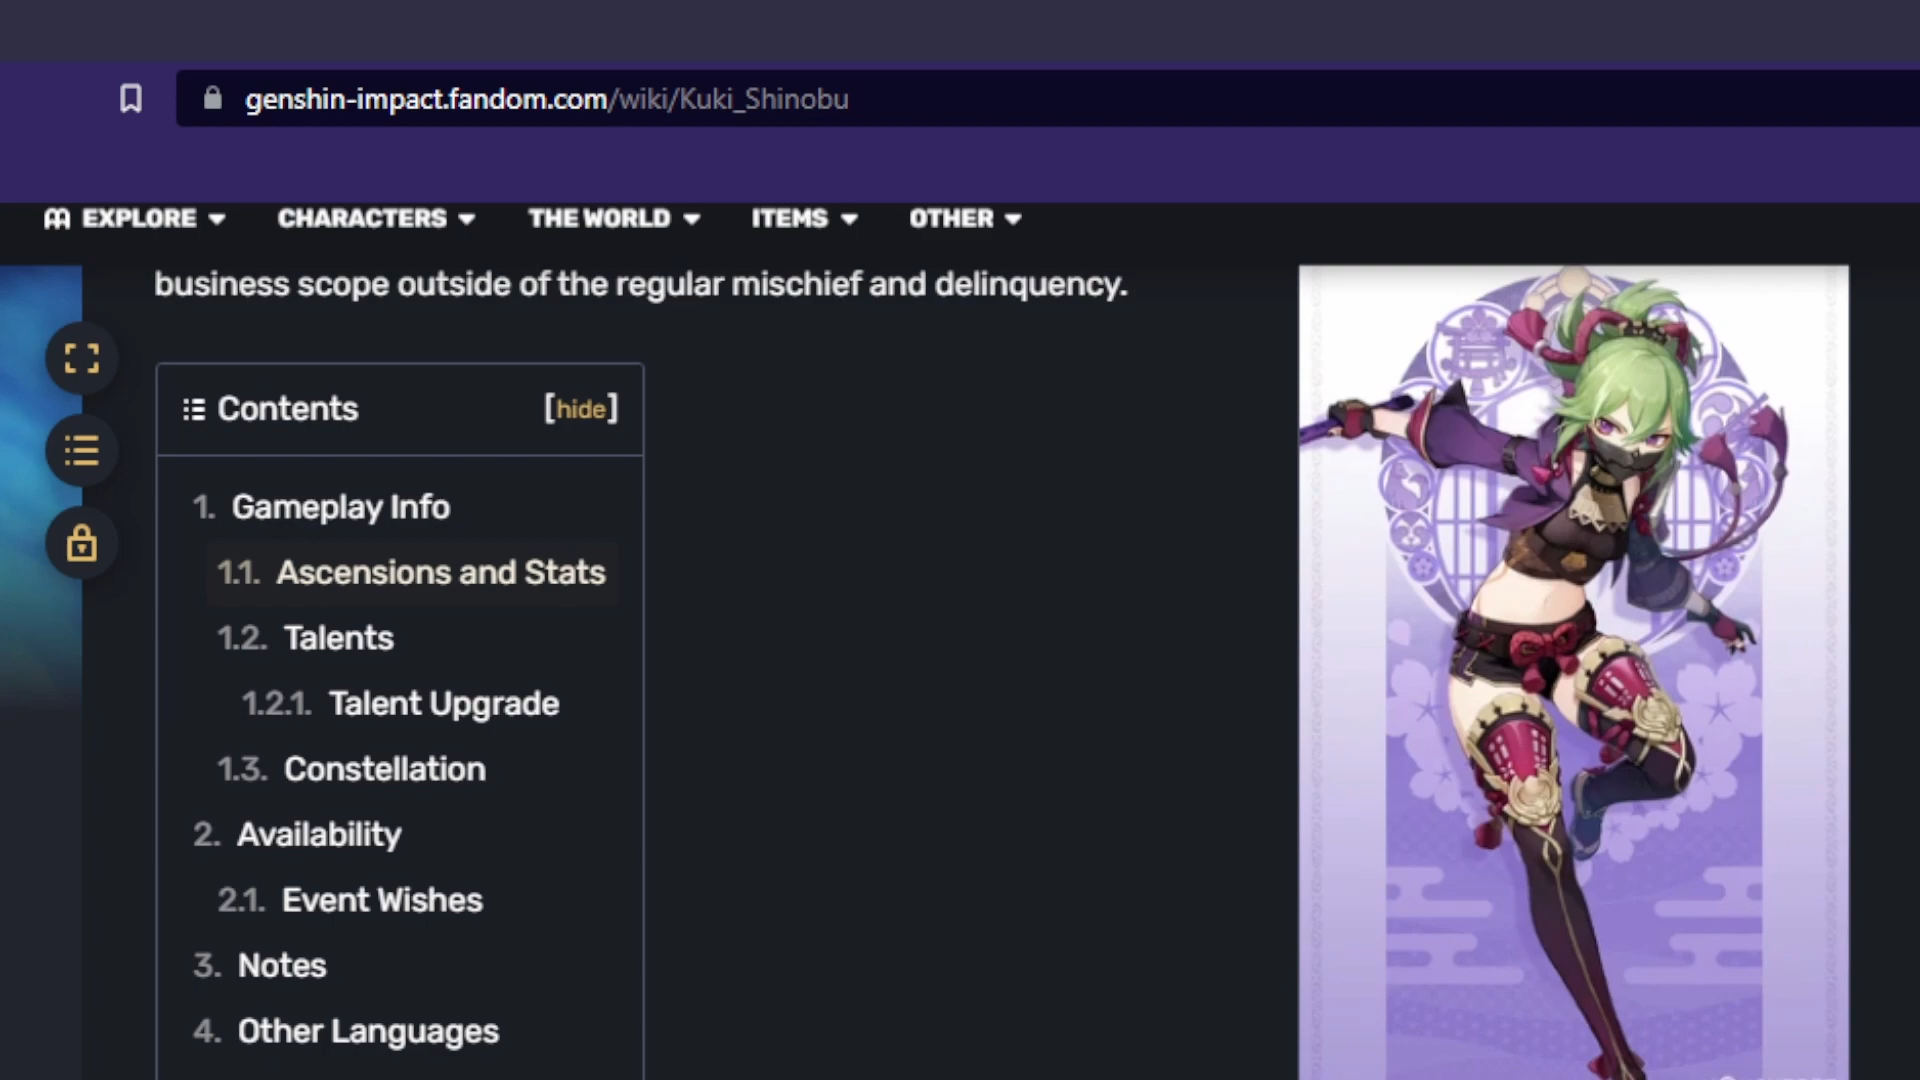 genshin-impact.fandom.com/wiki/Kuki_Shinobu
EXPLORE CHARACTERS THE WORLD ITEMS OTHER
business scope outside of the regular mischief and delinquency.
Contents [hide]
1. Gameplay Info
1.1. Ascensions and Stats
1.2. Talents
1.2.1. Talent Upgrade
1.3. Constellation
2. Availability
2.1. Event Wishes
3. Notes
4. Other Languages